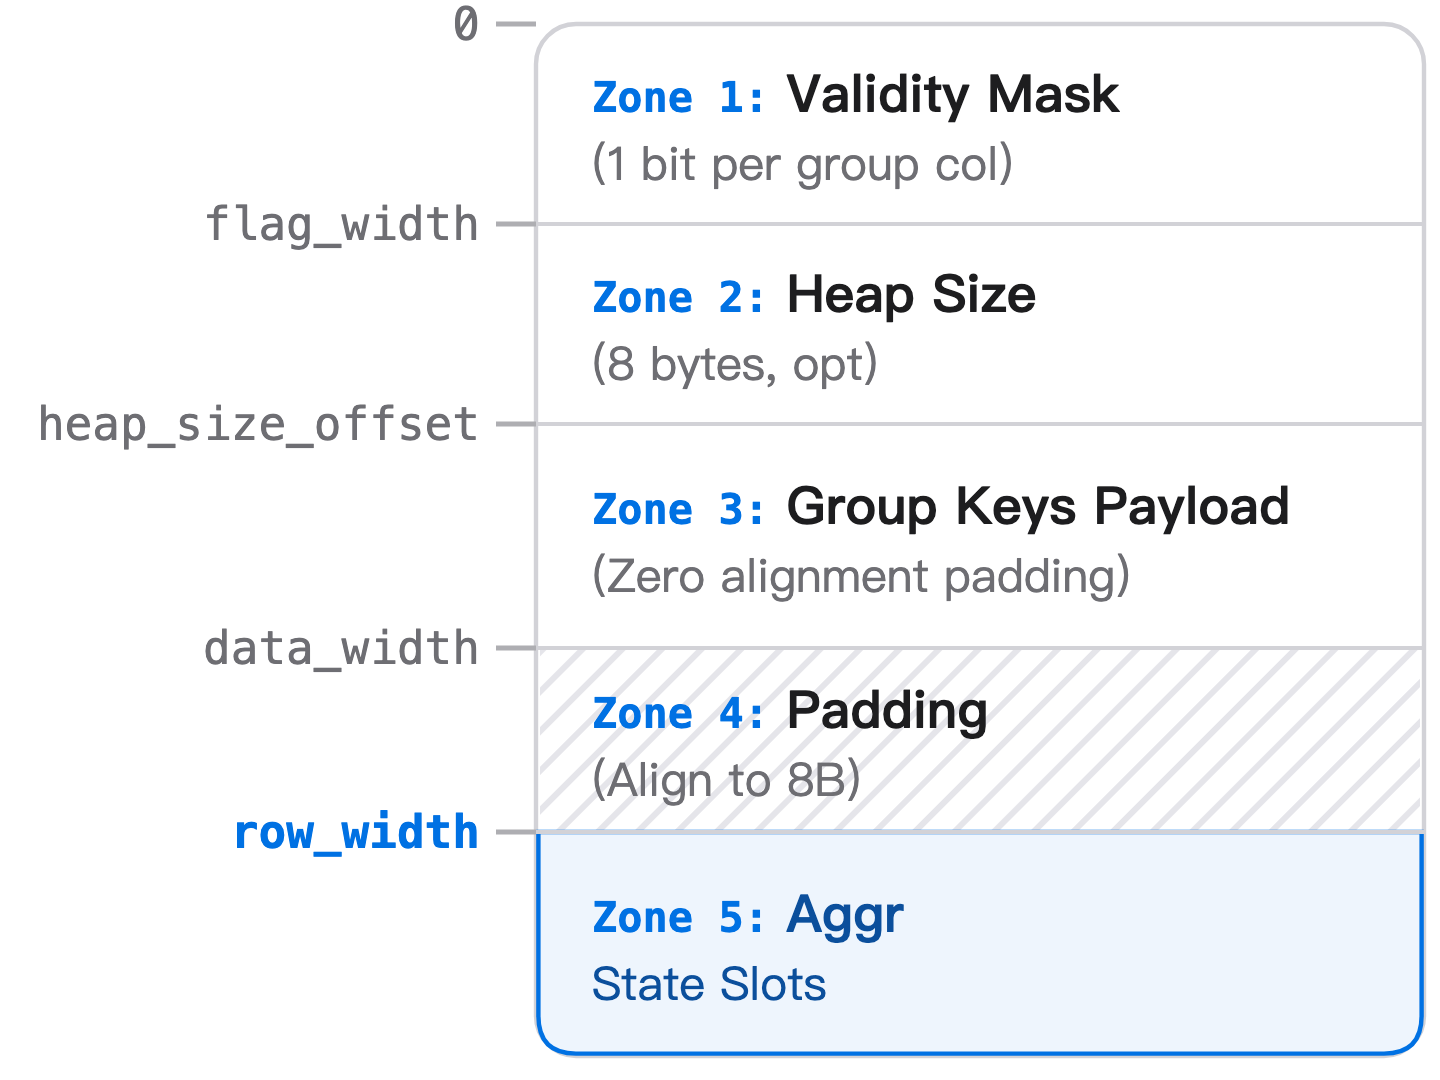 0
Zone 1: Validity Mask
(1 bit per group col)
flag_width
Zone 2: Heap Size
(8 bytes, opt)
heap_size_offset
Zone 3: Group Keys Payload
(Zero alignment padding)
data_width
Zone 4: Padding
(Align to 8B)
row_width
Zone 5: Aggr
State Slots